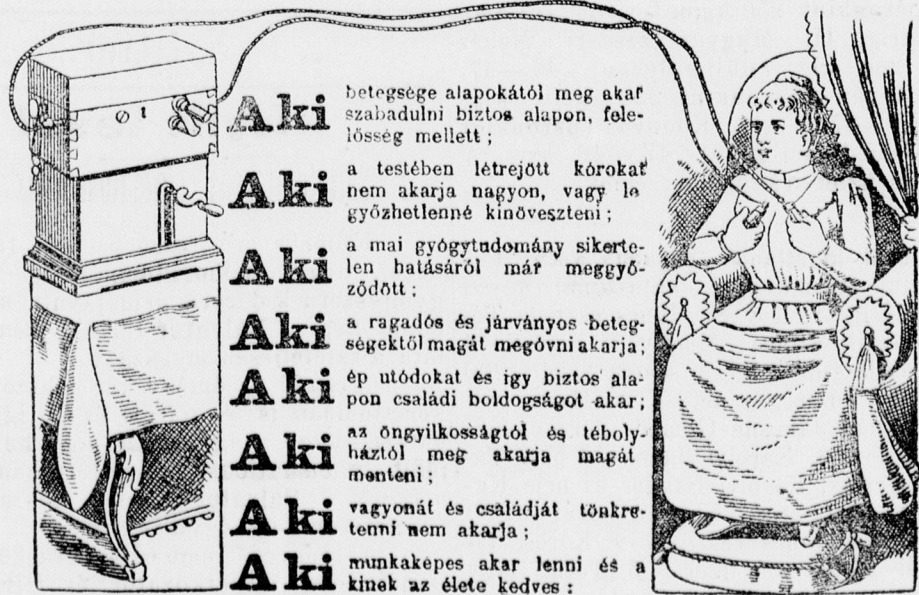 Aki betegsége alapokától meg akar
szabadulni biztos alapon, fele-
lősség mellett ;
Aki a testében létrejött kórokat
nem akarja nagyon, vagy le
győzhetlenné kinöveszteni ;
Aki a mai gyógytudomány sikerte-
len hatásáról már meggyő-
ződött ;
Aki a ragadós és járványos beteg-
ségektől magát megóvni akarja;
Aki ép utódokat és igy biztos ala-
pon családi boldogságot akar;
Aki az öngyilkosságtól és téboly-
háztól meg akarja magát
menteni ;
Aki vagyonát és családját tönkre-
tenni nem akarja ;
Aki munkaképes akar lenni és a
kinek az élete kedves :